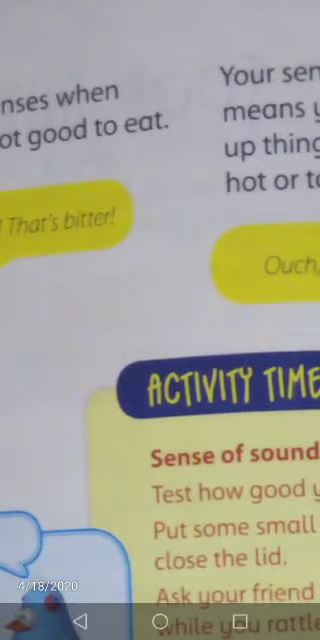 nses when
ot good to eat.
! That's bitter!
Your sen
means y
up thing
hot or to
Ouch,
ACTIVITY TIME
Sense of sound
Test how good y
Put some small
close the lid.
Ask your friend
while you rattle
4/18/2020